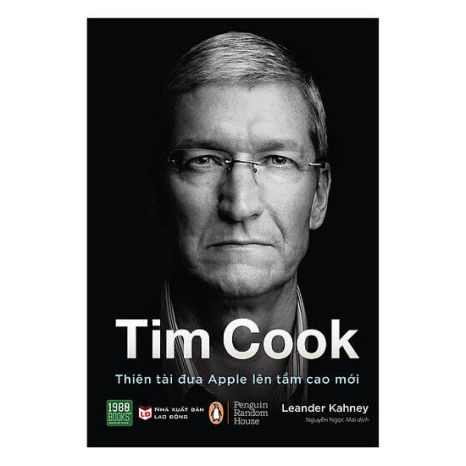 Tim Cook
Thiên tài đưa Apple lên tầm cao mới
1980
BOOKS
LĐ
NHÀ XUẤT BẢN
LAO ĐỘNG
Penguin
Random
House
Leander Kahney
Nguyễn Ngọc Mai dịch